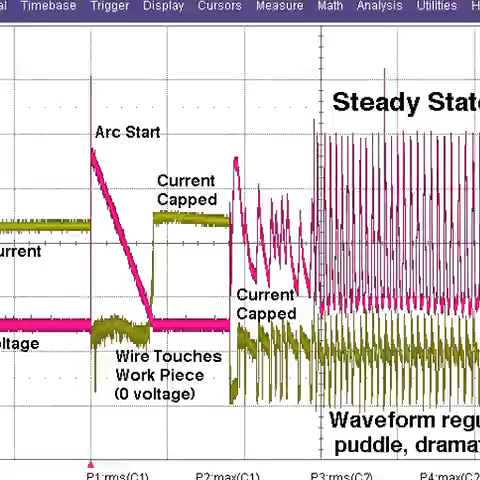 al Timebase Trigger Display Cursors Measure Math Analysis Utilities H
Steady State
Arc Start
Current
Capped
urrent
Current
Capped
oltage
Wire Touches
Work Piece
(0 voltage)
Waveform regu
puddle, drama
P1:rms(C1) P2:max(C1) P3:rms(C2) P4:max(C2)